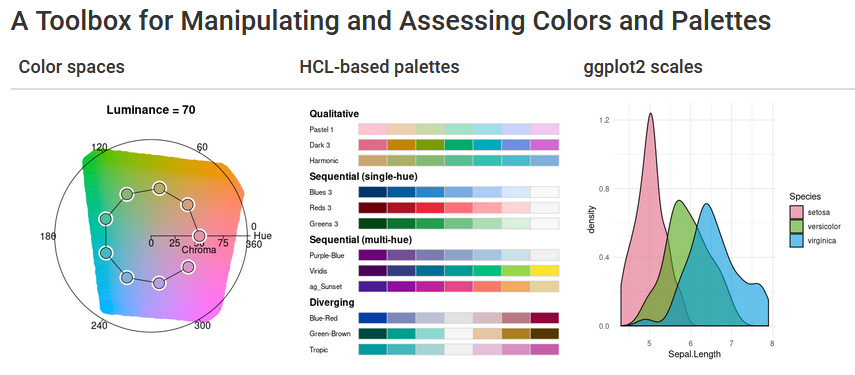 A Toolbox for Manipulating and Assessing Colors and Palettes
Color spaces
HCL-based palettes
ggplot2 scales
Luminance = 70
120
60
180
0
25
50
75
0
360
Hue
Chroma
240
300
Qualitative
Pastel 1
Dark 3
Harmonic
Sequential (single-hue)
Blues 3
Reds 3
Greens 3
Sequential (multi-hue)
Purple-Blue
Viridis
ag_Sunset
Diverging
Blue-Red
Green-Brown
Tropic
density
1.2
0.8
0.4
0.0
5
6
7
8
Sepal.Length
Species
setosa
versicolor
virginica